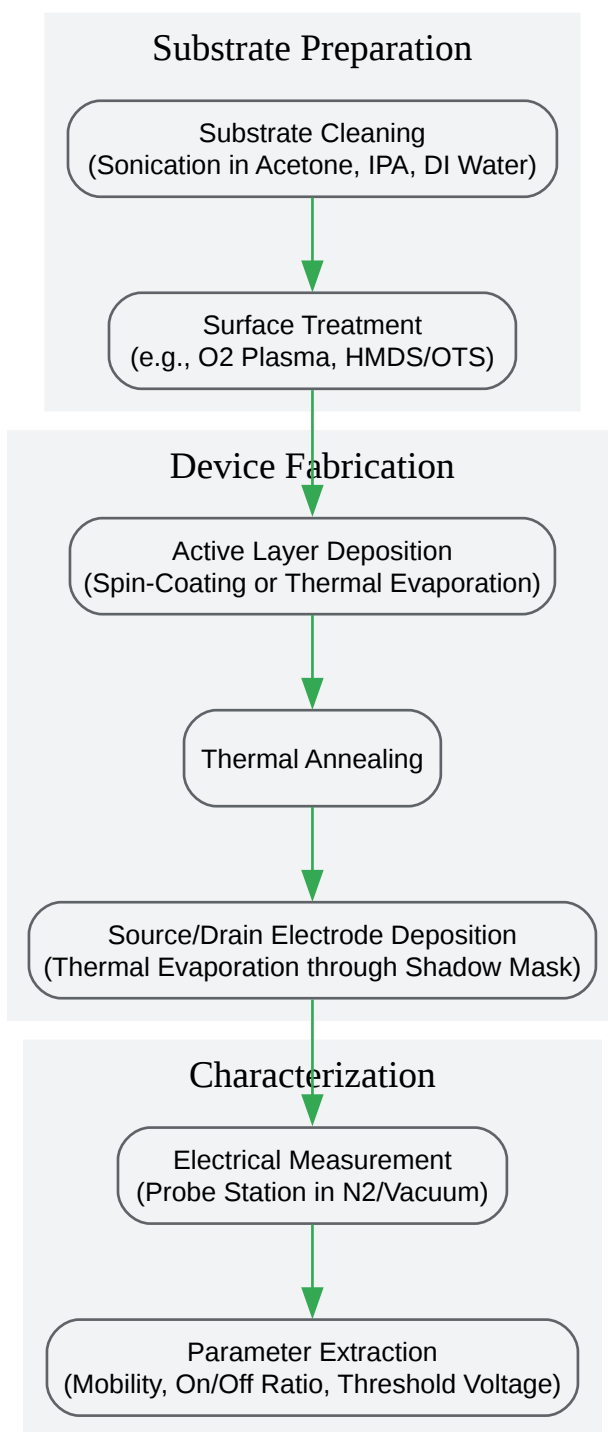 Substrate Preparation
Substrate Cleaning
(Sonication in Acetone, IPA, DI Water)
Surface Treatment
(e.g., O2 Plasma, HMDS/OTS)
Device Fabrication
Active Layer Deposition
(Spin-Coating or Thermal Evaporation)
Thermal Annealing
Source/Drain Electrode Deposition
(Thermal Evaporation through Shadow Mask)
Characterization
Electrical Measurement
(Probe Station in N2/Vacuum)
Parameter Extraction
(Mobility, On/Off Ratio, Threshold Voltage)